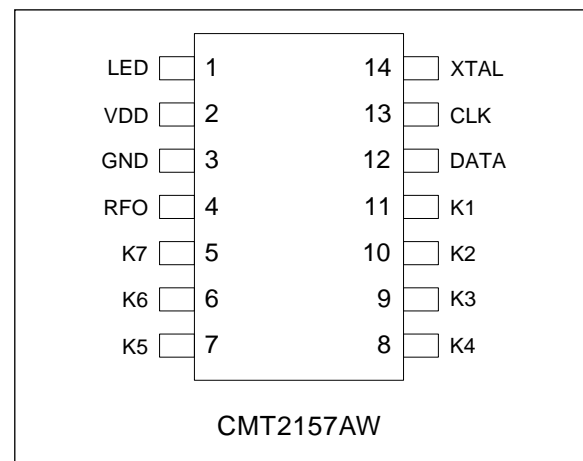 LED 1 14 XTAL
VDD 2 13 CLK
GND 3 12 DATA
RFO 4 11 K1
K7 5 10 K2
K6 6 9 K3
K5 7 8 K4
CMT2157AW